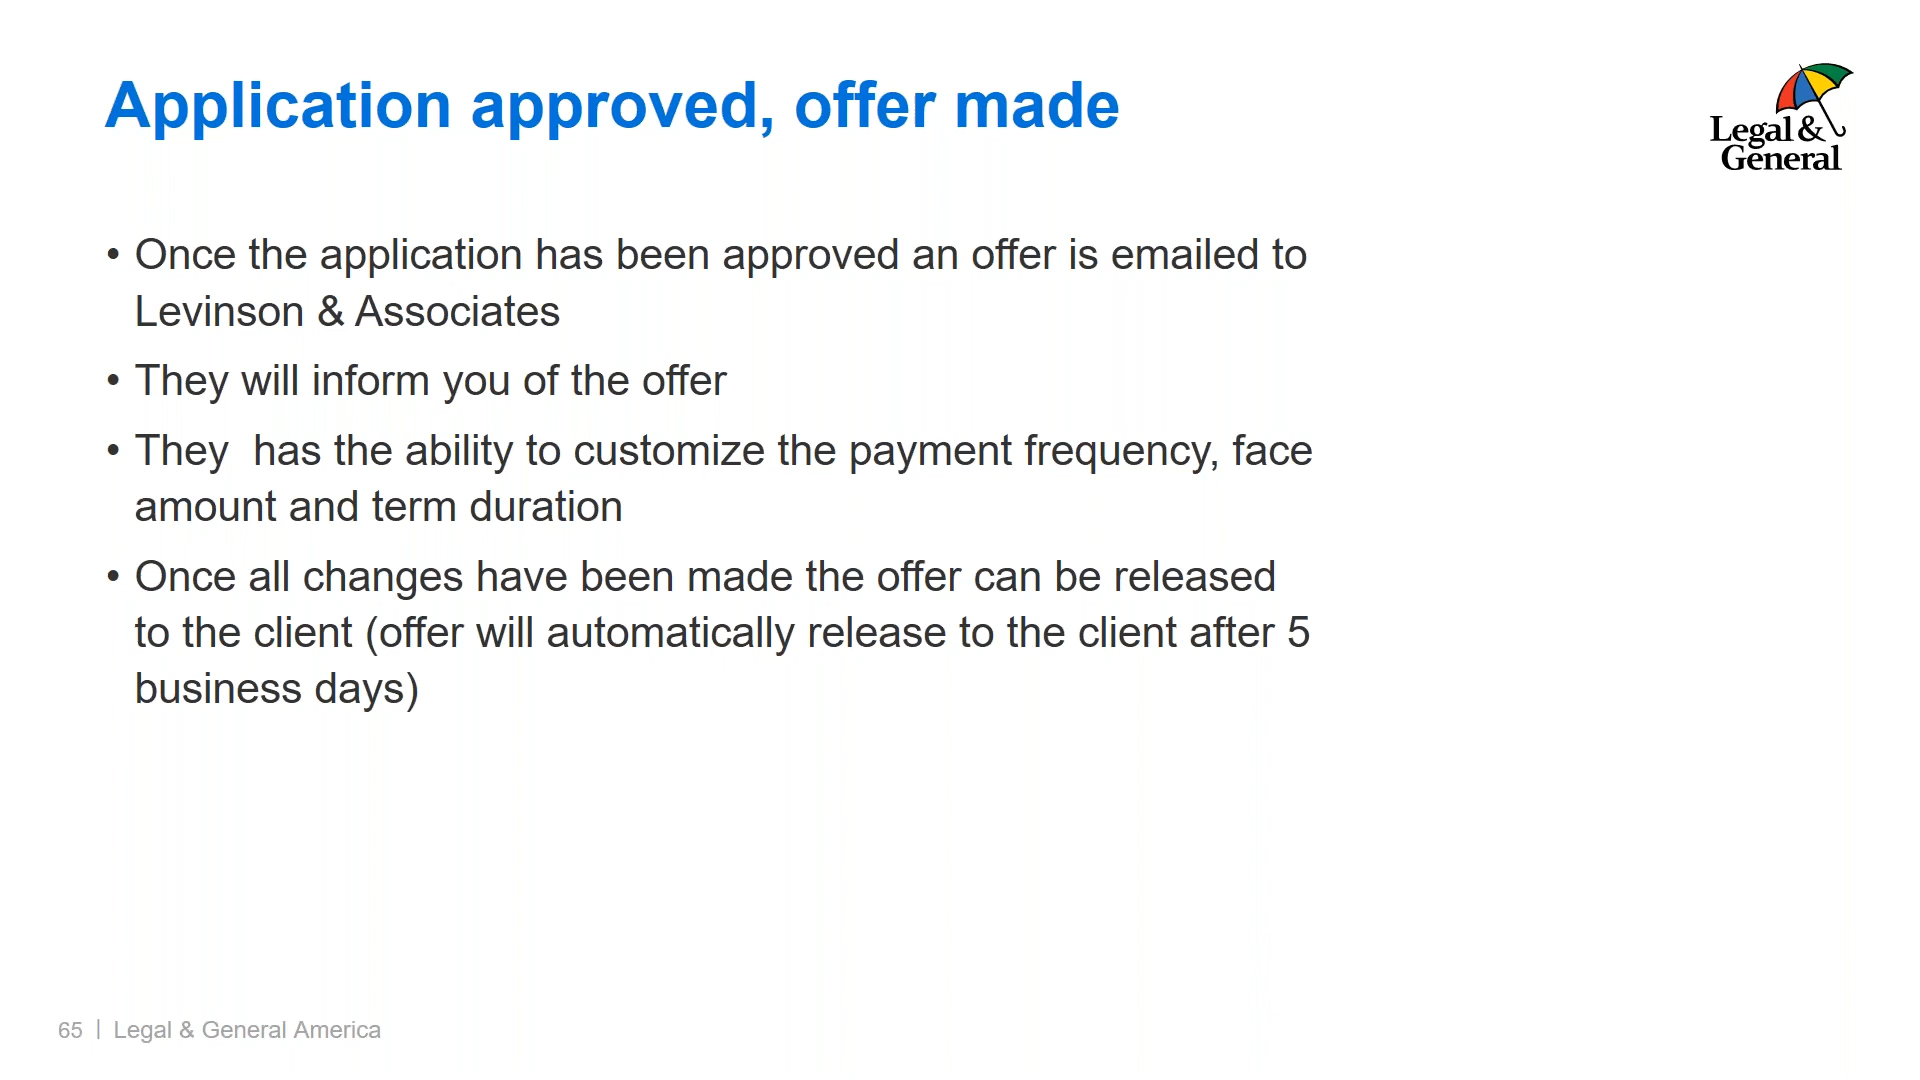 Application approved, offer made
Legal &
General
• Once the application has been approved an offer is emailed to
Levinson & Associates
• They will inform you of the offer
• They  has the ability to customize the payment frequency, face
amount and term duration
• Once all changes have been made the offer can be released
to the client (offer will automatically release to the client after 5
business days)
65 | Legal & General America